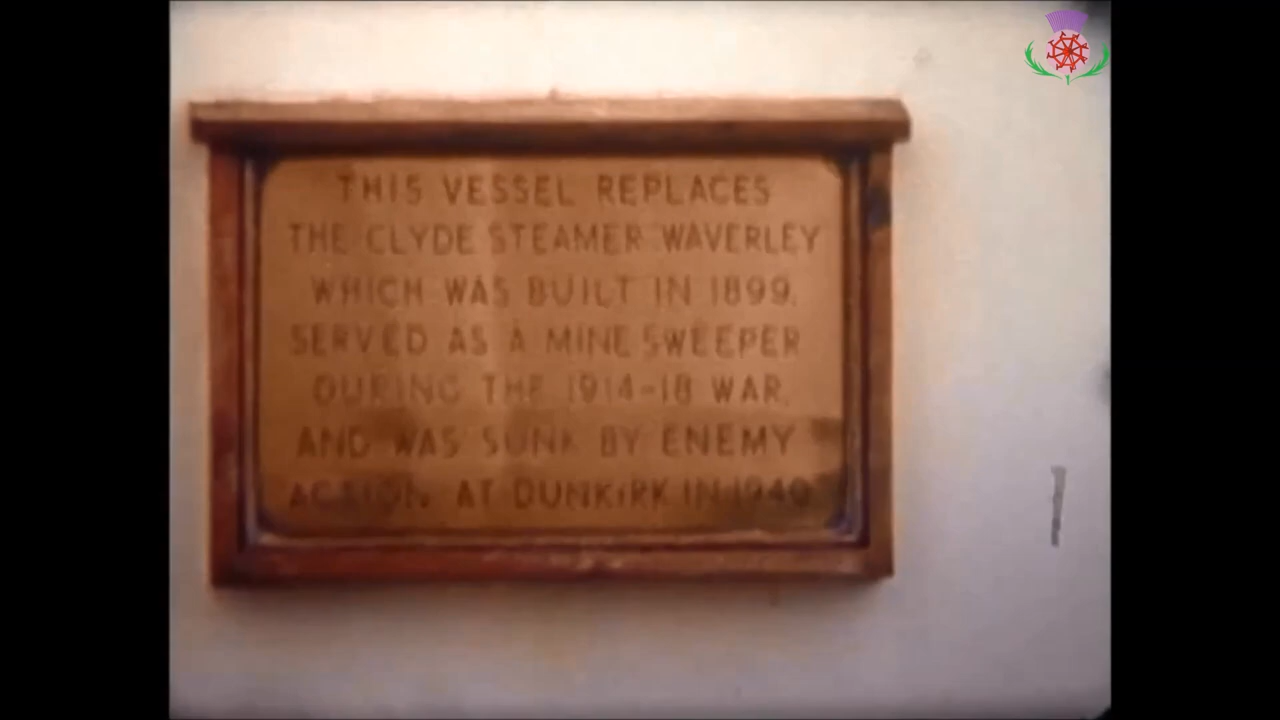 THIS VESSEL REPLACES
THE CLYDE STEAMER WAVERLEY
WHICH WAS BUILT IN 1899.
SERVED AS A MINE SWEEPER
DURING THE 1914-18 WAR.
AND WAS SUNK BY ENEMY
ACTION AT DUNKIRK IN 1940